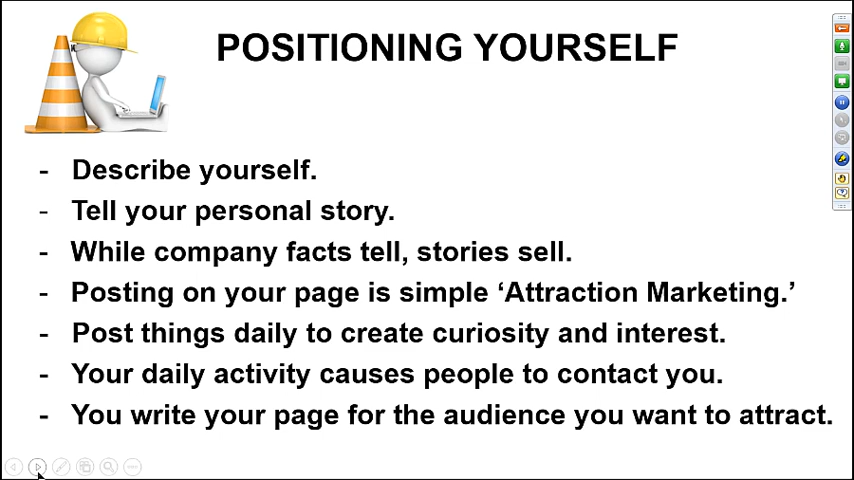 POSITIONING YOURSELF
- Describe yourself.
- Tell your personal story.
- While company facts tell, stories sell.
- Posting on your page is simple ‘Attraction Marketing.’
- Post things daily to create curiosity and interest.
- Your daily activity causes people to contact you.
- You write your page for the audience you want to attract.